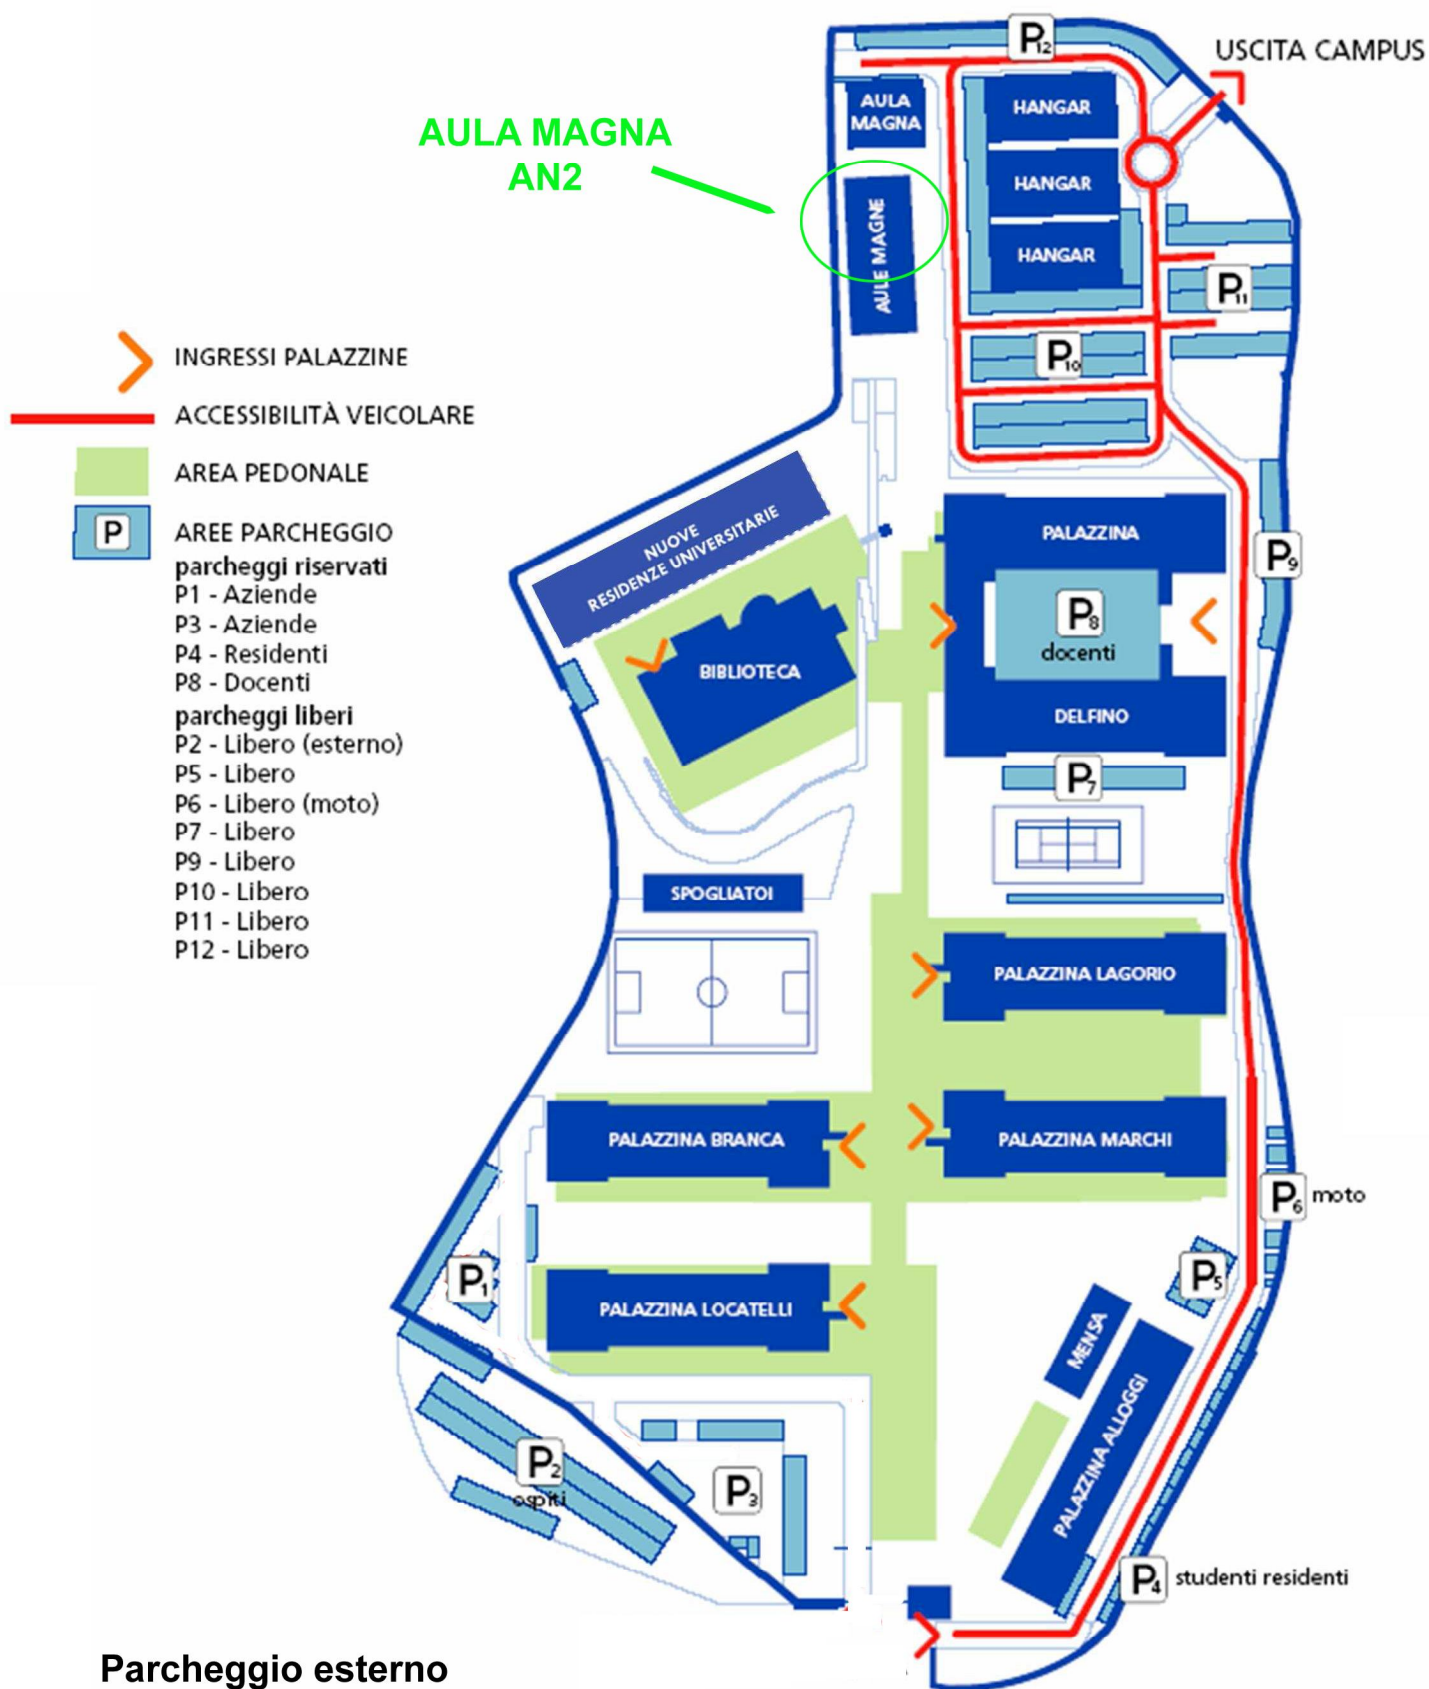 P12
USCITA CAMPUS
AULA MAGNA
AN2
AULA
MAGNA
HANGAR
HANGAR
HANGAR
AULE MAGNE
P11
P10
INGRESSI PALAZZINE
ACCESSIBILITÀ VEICOLARE
AREA PEDONALE
P
AREE PARCHEGGIO
parcheggi riservati
P1 - Aziende
P3 - Aziende
P4 - Residenti
P8 - Docenti
parcheggi liberi
P2 - Libero (esterno)
P5 - Libero
P6 - Libero (moto)
P7 - Libero
P9 - Libero
P10 - Libero
P11 - Libero
P12 - Libero
NUOVE
RESIDENZE UNIVERSITARIE
BIBLIOTECA
PALAZZINA
P9
P8
docenti
DELFINO
P7
SPOGLIATOI
PALAZZINA LAGORIO
PALAZZINA BRANCA
PALAZZINA MARCHI
P6 moto
P1
P5
PALAZZINA LOCATELLI
MENSA
PALAZZINA ALLOGGI
P2
ospiti
P3
P4 studenti residenti
Parcheggio esterno